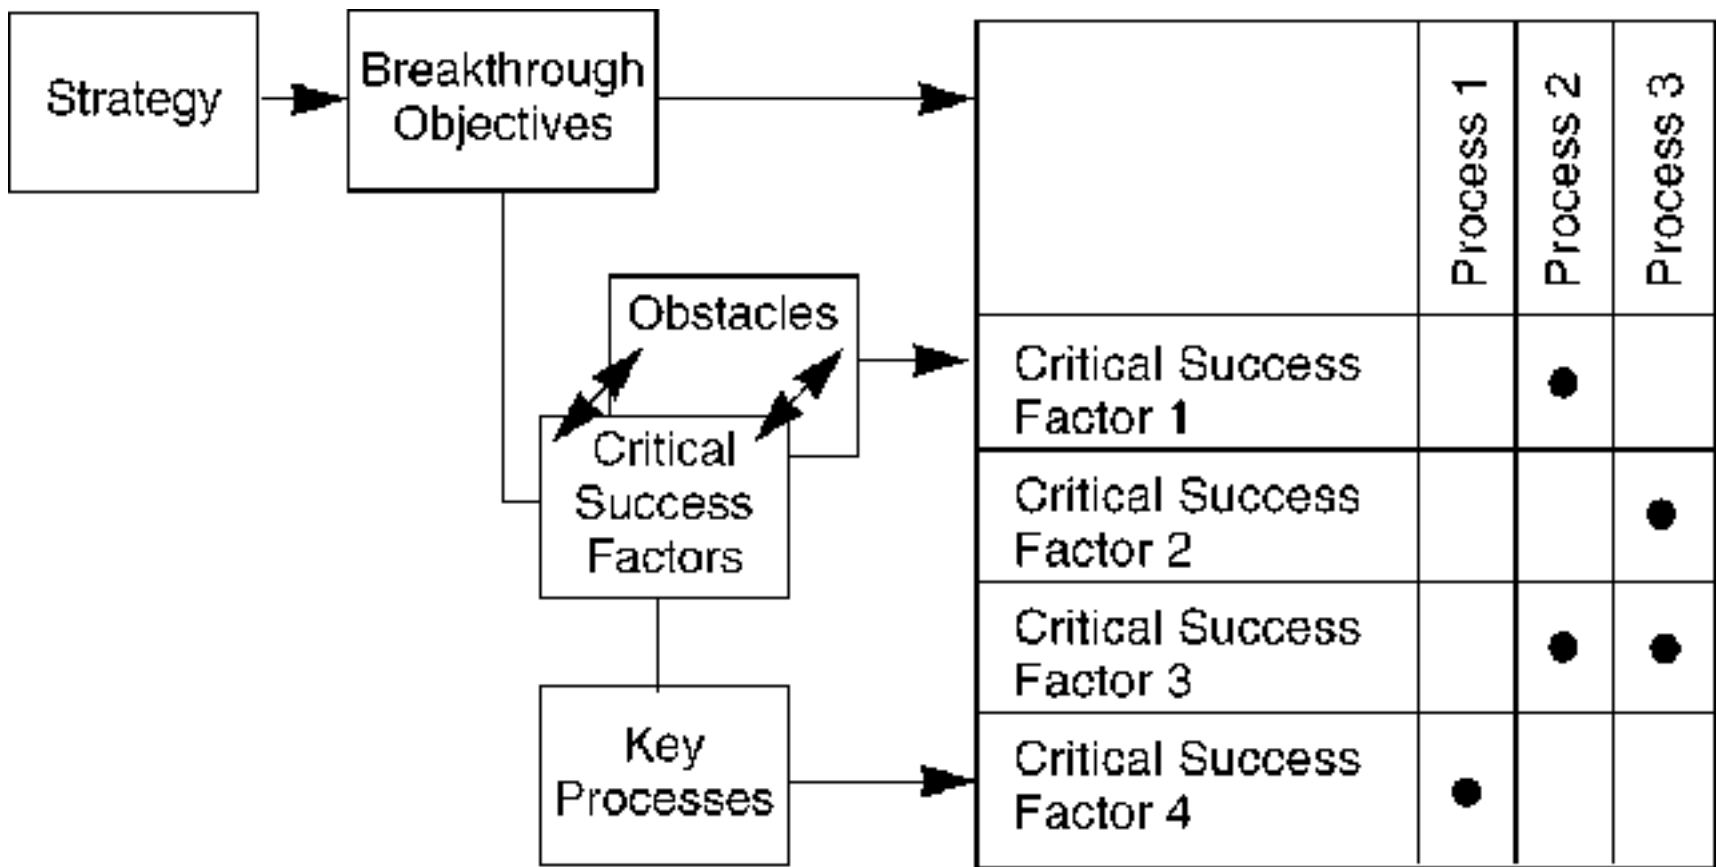 Strategy
Breakthrough
Objectives
Obstacles
Critical
Success
Factors
Key
Processes
Process 1
Process 2
Process 3
Critical Success
Factor 1
Critical Success
Factor 2
Critical Success
Factor 3
Critical Success
Factor 4